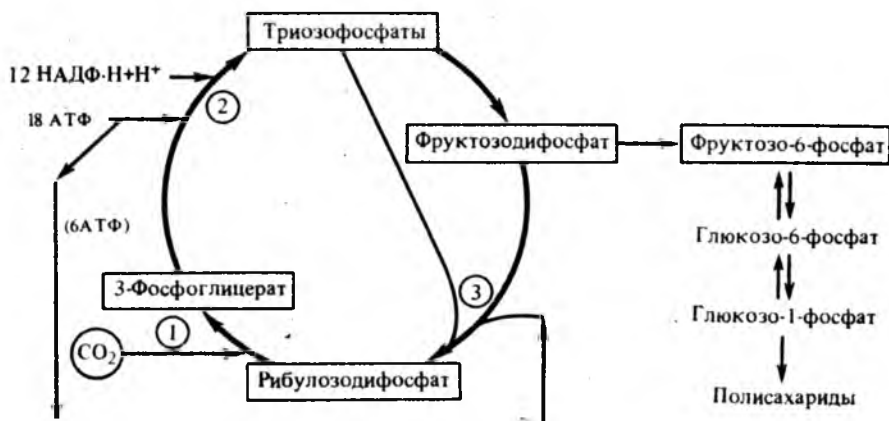 Триозофосфаты
12 НАДФ·Н+Н⁺
2
18 АТФ
Фруктозодифосфат
Фруктозо-6-фосфат
(6АТФ)
Глюкозо-6-фосфат
3-Фосфоглицерат
3
Глюкозо-1-фосфат
1
CO₂
Рибулозодифосфат
Полисахариды